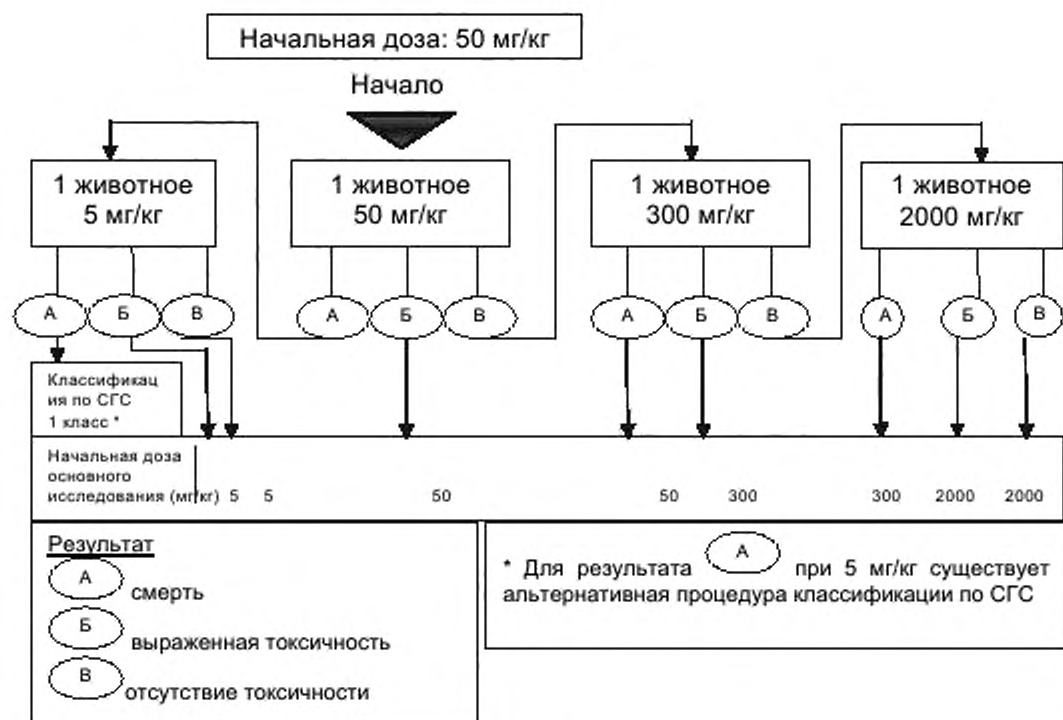 Начальная доза: 50 мг/кг
Начало
1 животное
5 мг/кг
1 животное
50 мг/кг
1 животное
300 мг/кг
1 животное
2000 мг/кг
А Б В А Б В А Б В А Б В
Классификац
ия по СГС
1 класс *
Начальная доза
основного
исследования (мг/кг) 5 5 50 50 300 300 2000 2000
Результат
А смерть
Б выраженная токсичность
В отсутствие токсичности
* Для результата А при 5 мг/кг существует
альтернативная процедура классификации по СГС